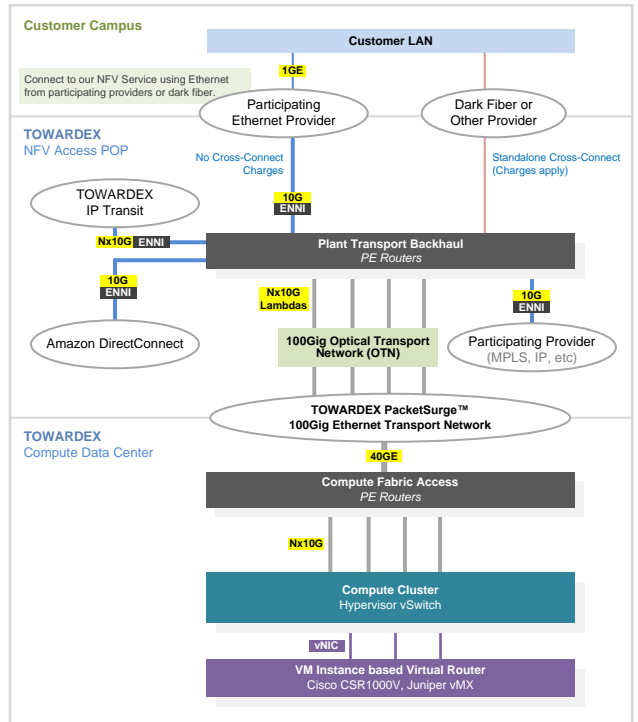 Customer Campus
Customer LAN
1GE
Connect to our NFV Service using Ethernet
from participating providers or dark fiber.
Participating
Ethernet Provider
Dark Fiber or
Other Provider
TOWARDEX
NFV Access POP
No Cross-Connect
Charges
Standalone Cross-Connect
(Charges apply)
TOWARDEX
IP Transit
10G
ENNI
Nx10G ENNI
Plant Transport Backhaul
PE Routers
10G
ENNI
Nx10G
Lambdas
10G
ENNI
Amazon DirectConnect
100Gig Optical Transport
Network (OTN)
Participating Provider
(MPLS, IP, etc)
TOWARDEX PacketSurge™
100Gig Ethernet Transport Network
TOWARDEX
Compute Data Center
40GE
Compute Fabric Access
PE Routers
Nx10G
Compute Cluster
Hypervisor vSwitch
vNIC
VM Instance based Virtual Router
Cisco CSR1000V, Juniper vMX